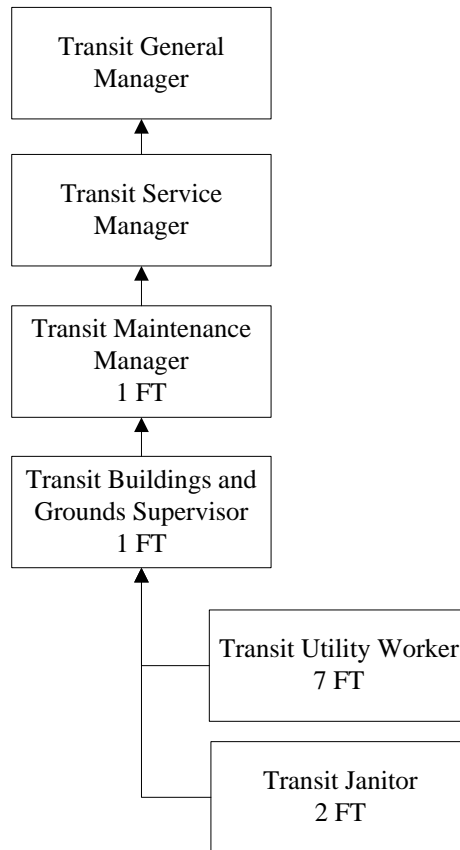 Transit General
Manager
Transit Service
Manager
Transit Maintenance
Manager
1 FT
Transit Buildings and
Grounds Supervisor
1 FT
Transit Utility Worker
7 FT
Transit Janitor
2 FT